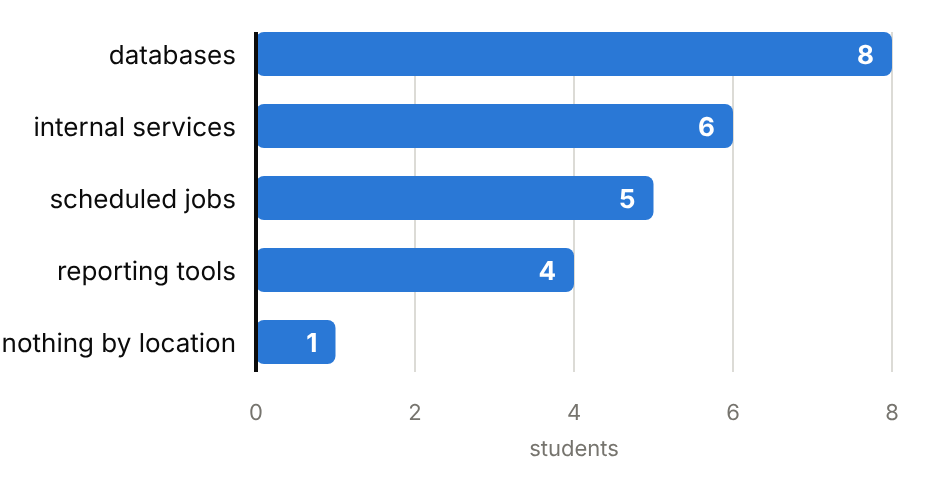 databases 8
internal services 6
scheduled jobs 5
reporting tools 4
nothing by location 1
0 2 4 6 8
students